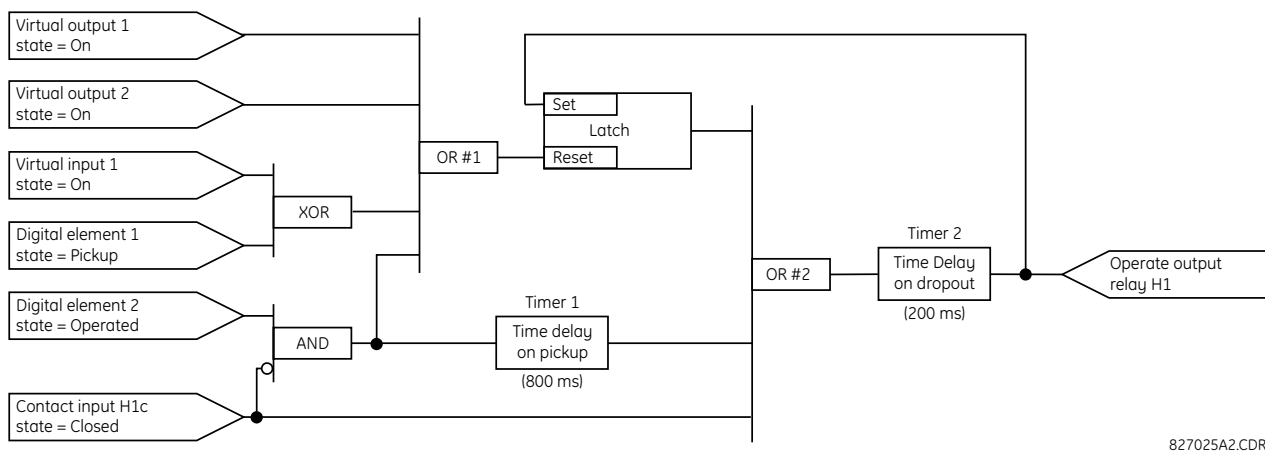 Virtual output 1
state = On
Virtual output 2
state = On
Virtual input 1
state = On
Digital element 1
state = Pickup
Digital element 2
state = Operated
Contact input H1c
state = Closed
XOR
AND
OR #1
Set
Latch
Reset
Timer 1
Time delay
on pickup
(800 ms)
OR #2
Timer 2
Time Delay
on dropout
(200 ms)
Operate output
relay H1
827025A2.CDR